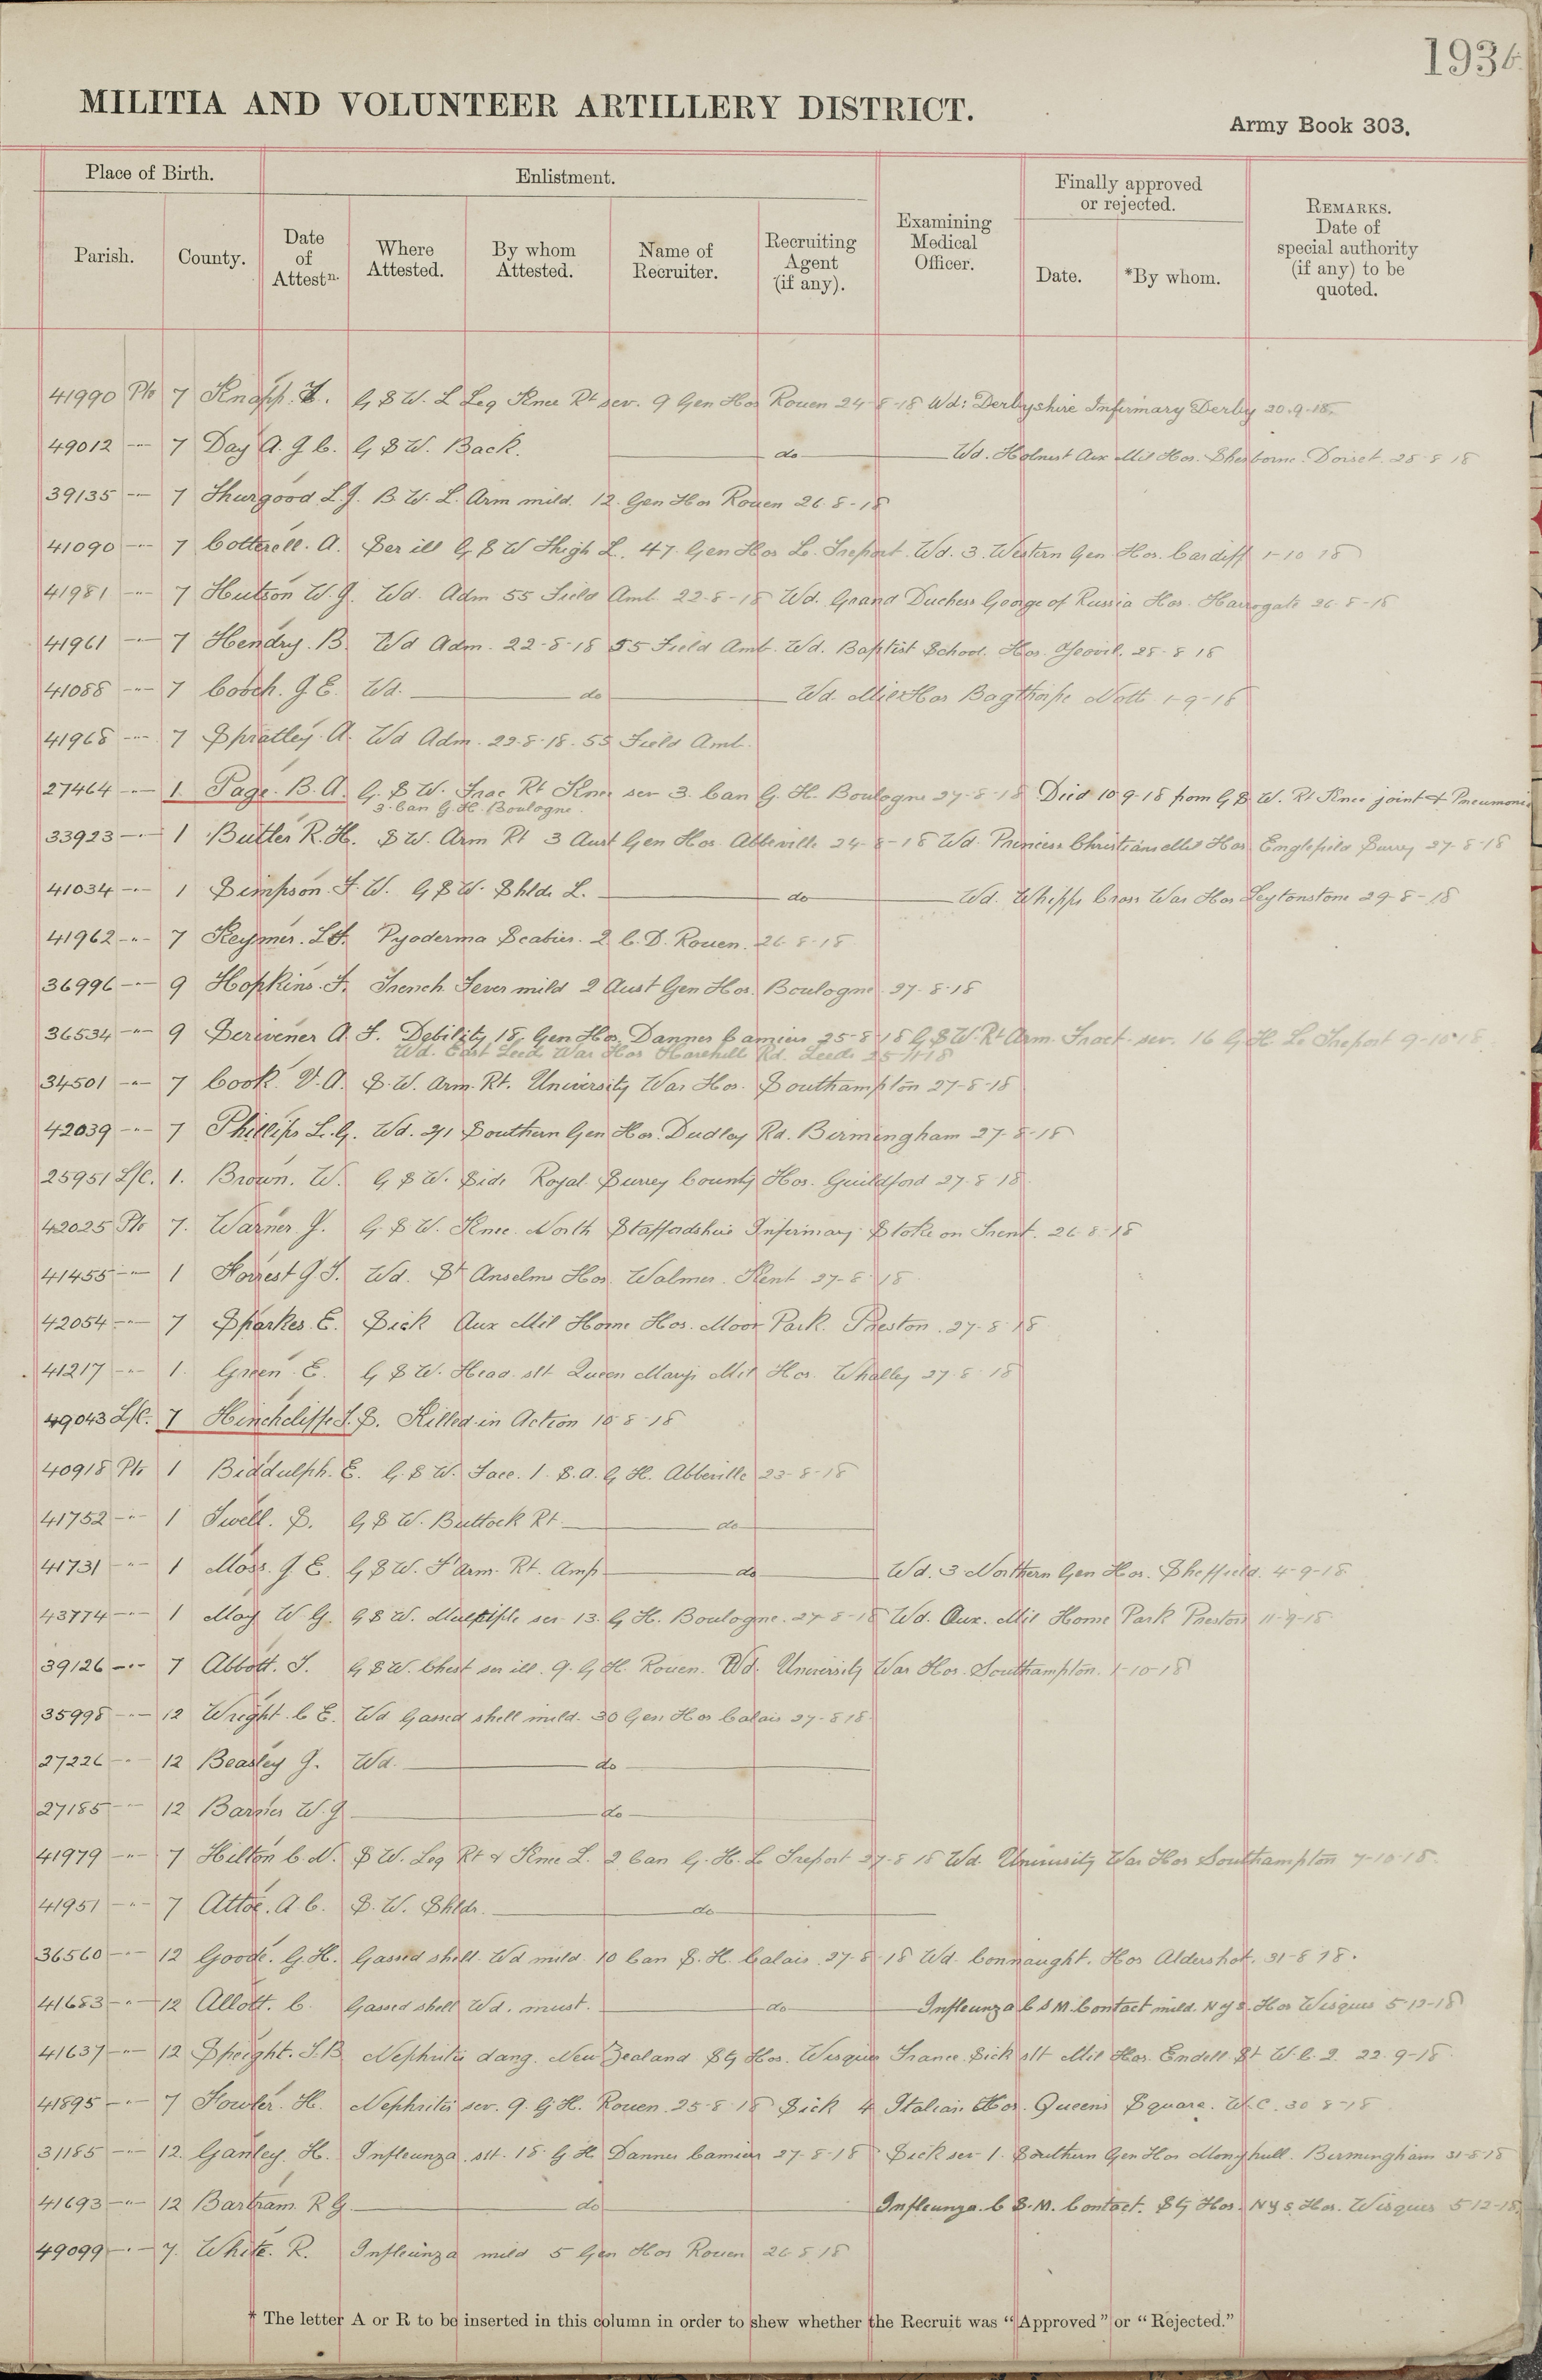 193
MILITIA AND VOLUNTEER ARTILLERY DISTRICT.
Army Book 303.
Place of Birth.
Enlistment.
Finally approved or rejected.
Parish.
County.
Date of Attestn.
Where Attested.
By whom Attested.
Name of Recruiter.
Recruiting Agent (if any).
Examining Medical Officer.
Date.
*By whom.
REMARKS. Date of special authority (if any) to be quoted.
41990 Pte 7 Knapp. G S W. L Leg Knee Rt sev. 9 Gen Hos Rouen 24-8-18 Wd: Derbyshire Infirmary Derby 20.9.18.
49012 -"- 7 Day A. G C. G S W. Back. do Wd. Holnest Aux Mil Hos. Sherborne. Dorset. 28-8-18
39135 -"- 7 Thurgood L.J. B. W. L. Arm mild. 12. Gen Hos Rouen 26.8-18
41090 -"- 7 Cotterell. A. Ser ill G S W Thigh L. 47. Gen Hos Le. Treport. Wd. 3. Western Gen Hos. Cardiff 1-10-18
41981 -"- 7 Hutson W. G. Wd. Adm 55 Field Amb. 22-8-18 Wd. Grand Duchess George of Russia Hos. Harrogate 26-8-18
41961 -"- 7 Hendry. B. Wd Adm. 22-8-18 55 Field Amb. Wd. Baptist School. Hos. Yeovil. 28-8-18
41088 -"- 7 Gooch. G E. Wd. do Wd. Mil Hos Bagthorpe Notts 1-9-18
41968 -"- 7 Spratley. A. Wd Adm. 22-8-18. 55 Field Amb.
27464 -"- 1. Page. B. A. G. S W. Frac Rt Knee sev 3. Can G. H. Boulogne 27-8-18 Died 10.9.18 from G S. W. Rt Knee joint & Pneumonia
3. Can G. H. Boulogne.
33923 -"- 1 Butler R. H. S W. Arm Rt 3 Aust Gen Hos. Abbeville 24-8-18 Wd. Princess Christians Mil Hos Englefield Surrey 27-8-18
41034 -"- 1 Simpson. F. W. G S W. Shldr L. do Wd. Whipps Cross War Hos Leytonstone 29-8-18
41962 -"- 7 Keymer. Pyoderma Scabies. 2 C. D. Rouen. 26-8-18
36996 -"- 9 Hopkins. F. Trench Fever mild 2 Aust Gen Hos. Boulogne 27-8-18
36534 -"- 9 Scrivener A. F. Debility 18. Gen Hos. Dannes Camiers 25-8-18 G S W. Rt Arm. Fract. sev. 16 G H. Le Treport 9-10-18.
Wd. East Leeds War Hos Harehill Rd. Leeds 25-11-18
34501 -"- 7 Cook. V. A. S. W. Arm. Rt. University War Hos. Southampton 27-8-18
42039 -"- 7 Phillips L. G. Wd. 2/1 Southern Gen Hos. Dudley Rd. Birmingham 27-8-18
25951 L/C. 1. Brown. W. G S W. Side Royal Surrey County Hos. Guildford 27-8-18
42025 Pte 7. Warner. J. G. S W. Knee. North Staffordshire Infirmary Stoke on Trent. 26-8-18
41455 -"- 1 Forrest G J. Wd. St Anselms Hos. Walmer. Kent 27-8-18.
42054 -"- 7 Sparkes. E. Sick Aux Mil Home Hos. Moor Park. Preston. 27-8-18
41217 -"- 1. Green. E. G S W. Head slt Queen Marys Mil Hos. Whalley 27-8-18
49043 L/C. 7 Hinchcliffe J. S. Killed in Action 10-8-18
40918 Pte 1 Biddulph. E. G. S W. Face. 1. S. A. G H. Abbeville 23-8-18
41752 -"- 1 Twell. S. G S W. Buttock Rt. do
41731 -"- 1 Moss. G E. G S W. F'Arm. Rt. Amp do Wd. 3 Northern Gen Hos. Sheffield. 4-9-18
43774 -"- 1 May W G. G S W. Multiple sev. 13. G H. Boulogne. 27-8-18 Wd. Aux. Mil Home Park Preston 11-9-18
39126 -"- 7 Abbott. J. G S W. Chest ser ill. 9. G H. Rouen. Wd. University War Hos. Southampton. 1-10-18
35998 -"- 12 Wright. C E. Wd Gassed shell mild. 30 Gen Hos Calais 27-8-18
27226 -"- 12 Beasley G. Wd. do
27185 -"- 12 W. G do
41979 -"- 7 Hilton C. N. S W. Leg Rt & Knee L. 2 Can G. H. Le Treport 27-8-18 Wd. University War Hos Southampton 7-10-18.
41951 -"- 7 Attoe. A. C. S. W. Shldr. do
36560 -"- 12 Goode. G. H. Gassed shell. Wd mild 10 Can S. H. Calais. 27-8-18 Wd. Connaught. Hos Aldershot. 31-8-18.
41683 -"- 12 Allott. C. Gassed shell Wd. must. do Infleunza C S M. Contact mild. N Y S. Hos Wisques 5-12-18
41637 -"- 12 Speight. J. B Nephritis dang. New Zealand Sty Hos. Wisques France. Sick slt Mil Hos. Endell St W. C. 2. 22. 9-18.
41895 -"- 7 Fowler. H. Nephritis sev. 9. G. H. Rouen. 25-8-18 Sick 4 Italian Hos. Queens Square. W. C. 30-8-18
31185 -"- 12. Ganley. H. Infleunza. slt. 18 G H Dannes Camiers 27-8-18 Sick sev 1. Southern Gen Hos Monyhull. Birmingham 31-8-18
41693 -"- 12 Bartram. R G. do Infleunza. C S. M. Contact. Sty Hos. N Y S. Hos. Wisques 5-12-18.
49099 -"- 7. White. R. Infleunza mild 5 Gen Hos Rouen 26-8-18
* The letter A or R to be inserted in this column in order to shew whether the Recruit was "Approved" or "Rejected."